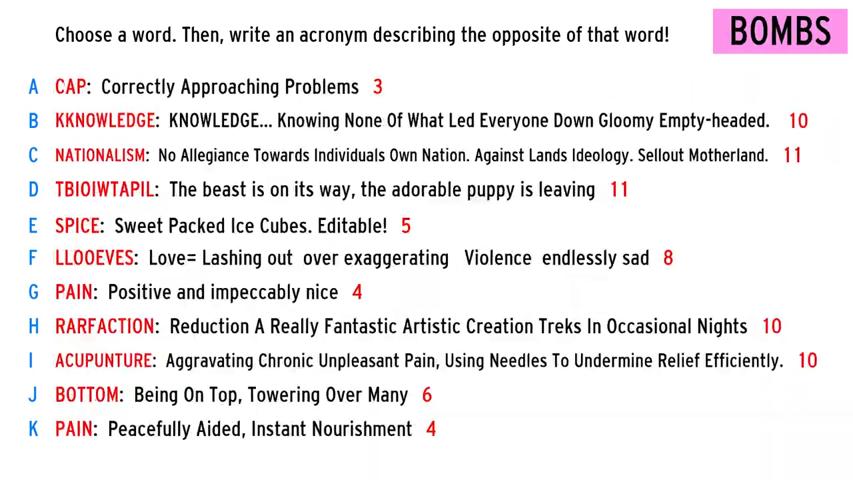 Choose a word. Then, write an acronym describing the opposite of that word!
BOMBS
A CAP: Correctly Approaching Problems 3
B KKNOWLEDGE: KNOWLEDGE... Knowing None Of What Led Everyone Down Gloomy Empty-headed. 10
C NATIONALISM: No Allegiance Towards Individuals Own Nation. Against Lands Ideology. Sellout Motherland. 11
D TBIOIWTAPIL: The beast is on its way, the adorable puppy is leaving 11
E SPICE: Sweet Packed Ice Cubes. Editable! 5
F LLOOEVES: Love= Lashing out over exaggerating Violence endlessly sad 8
G PAIN: Positive and impeccably nice 4
H RARFACTION: Reduction A Really Fantastic Artistic Creation Treks In Occasional Nights 10
I ACUPUNTURE: Aggravating Chronic Unpleasant Pain, Using Needles To Undermine Relief Efficiently. 10
J BOTTOM: Being On Top, Towering Over Many 6
K PAIN: Peacefully Aided, Instant Nourishment 4